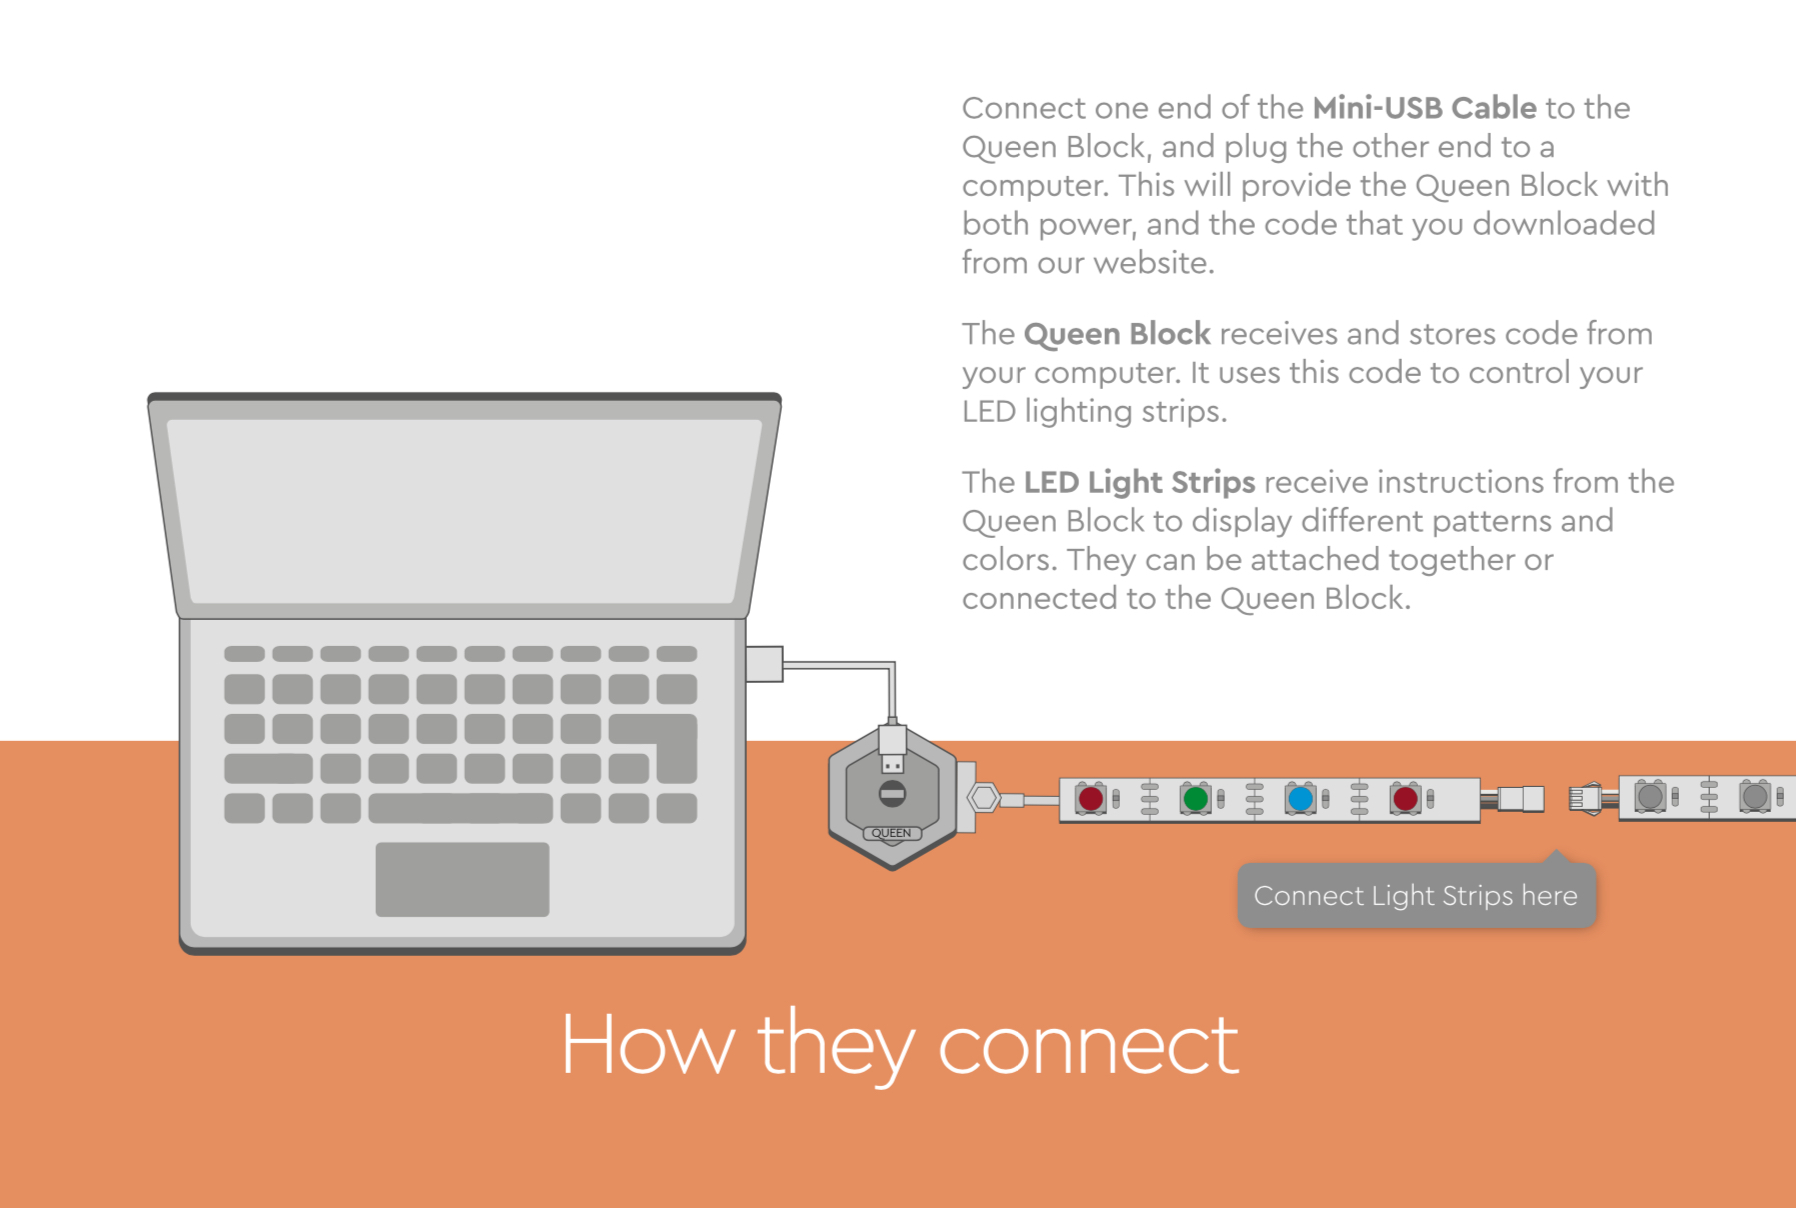 Connect one end of the Mini-USB Cable to the
Queen Block, and plug the other end to a
computer. This will provide the Queen Block with
both power, and the code that you downloaded
from our website.
The Queen Block receives and stores code from
your computer. It uses this code to control your
LED lighting strips.
The LED Light Strips receive instructions from the
Queen Block to display different patterns and
colors. They can be attached together or
connected to the Queen Block.
QUEEN
Connect Light Strips here
How they connect